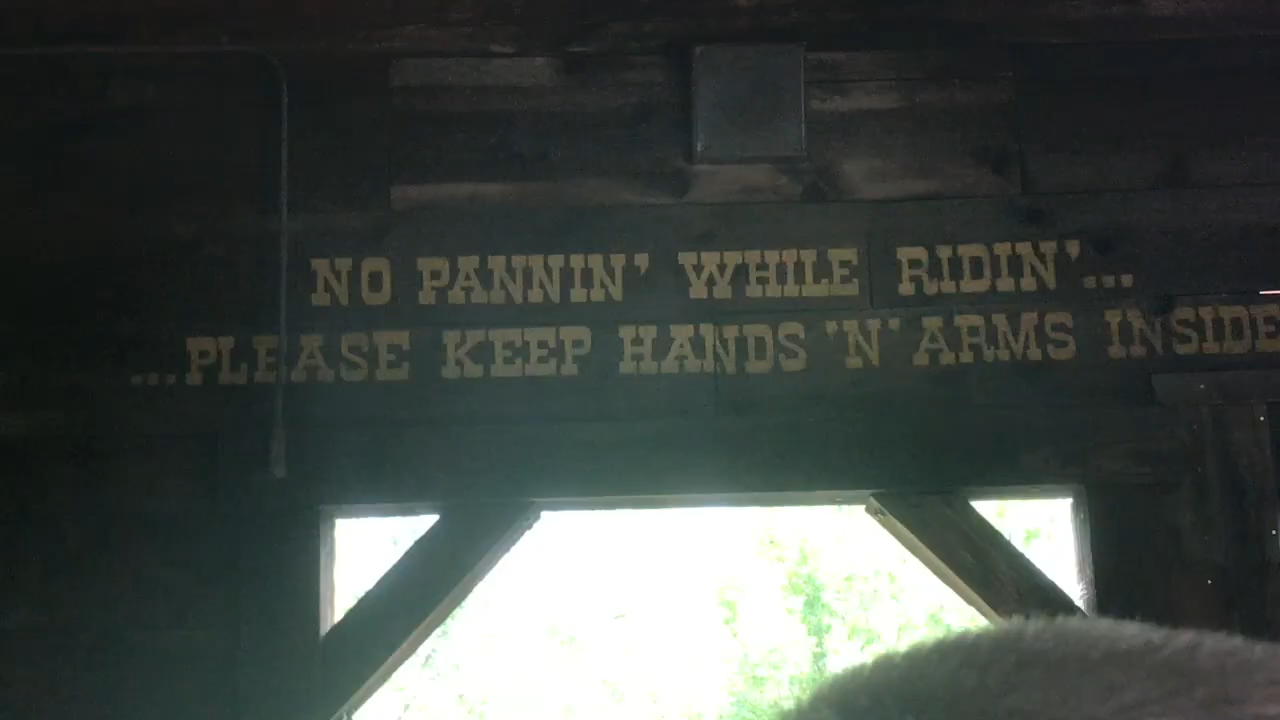 NO PANNIN' WHILE RIDIN'...
...PLEASE KEEP HANDS 'N' ARMS INSIDE